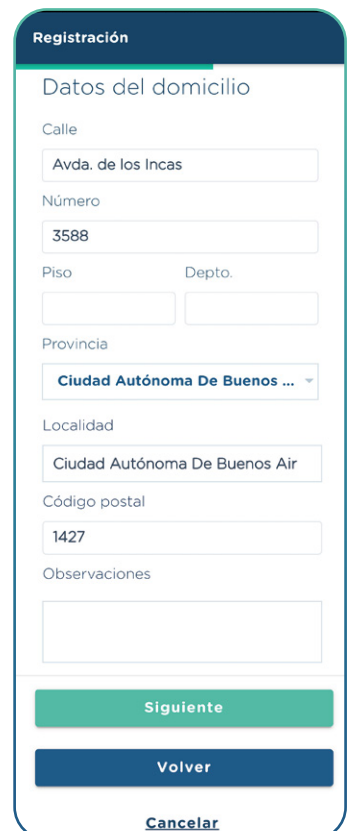 Registración
Datos del domicilio
Calle
Avda. de los Incas
Número
3588
Piso Depto.
Provincia
Ciudad Autónoma De Buenos ...
Localidad
Ciudad Autónoma De Buenos Air
Código postal
1427
Observaciones
Siguiente
Volver
Cancelar